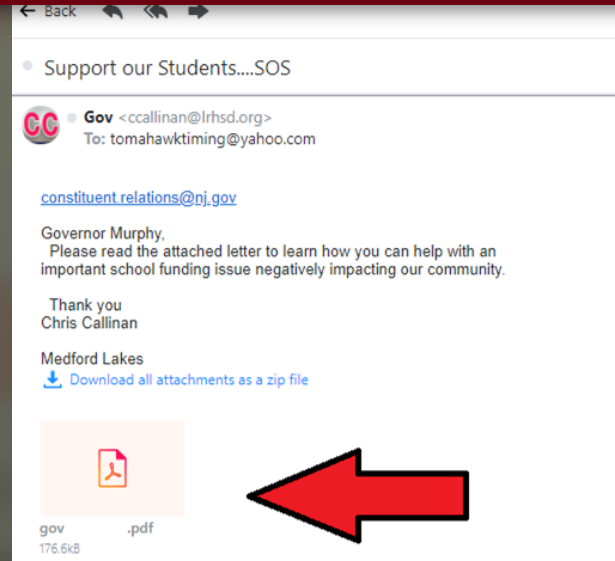 Back
Support our Students....SOS
CC
Gov <ccallinan@lrhsd.org>
To: tomahawktiming@yahoo.com
constituent.relations@nj.gov
Governor Murphy,
Please read the attached letter to learn how you can help with an
important school funding issue negatively impacting our community.
Thank you
Chris Callinan
Medford Lakes
Download all attachments as a zip file
gov .pdf
176.6kB